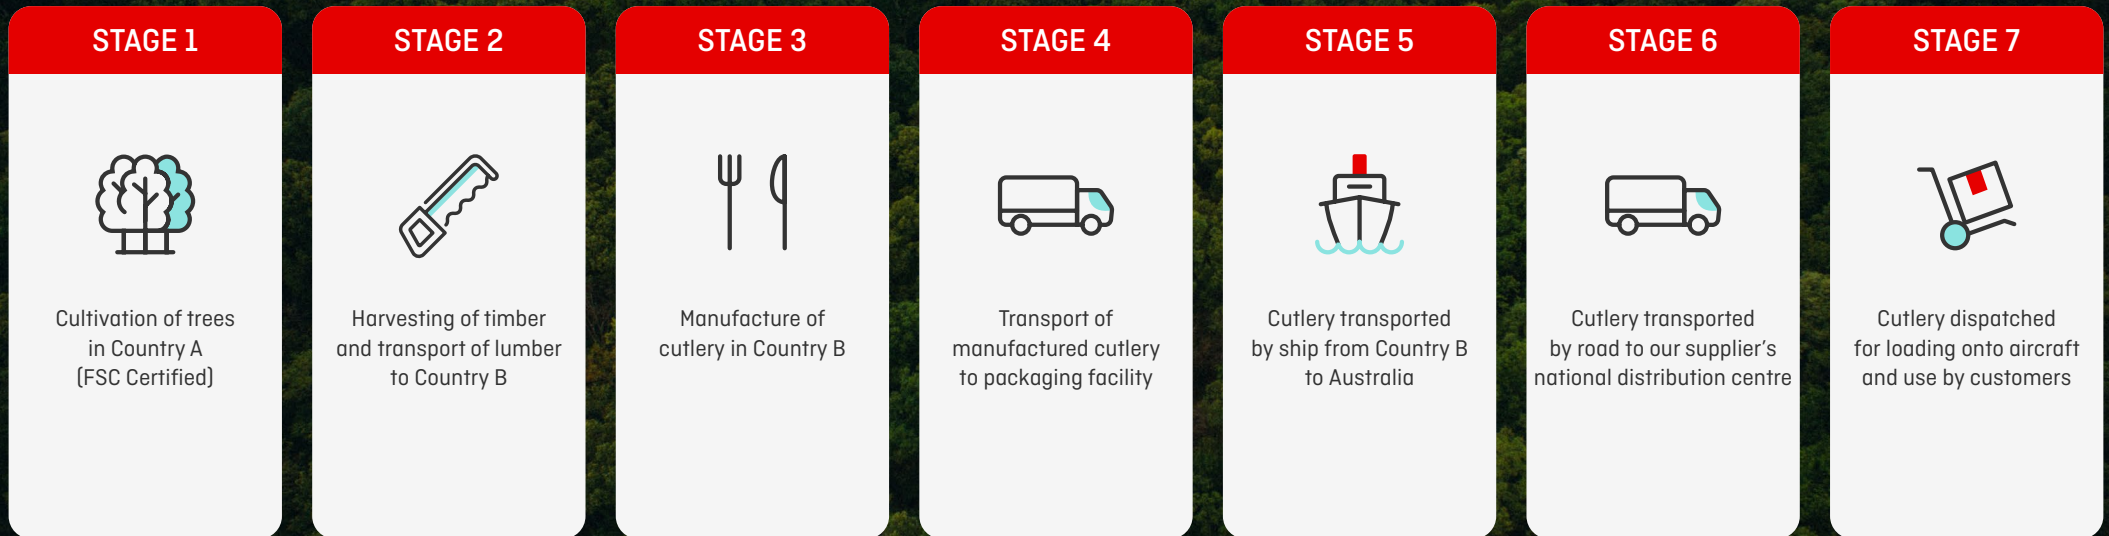 STAGE 1
Cultivation of trees
in Country A
(FSC Certified)
STAGE 2
Harvesting of timber
and transport of lumber
to Country B
STAGE 3
Manufacture of
cutlery in Country B
STAGE 4
Transport of
manufactured cutlery
to packaging facility
STAGE 5
Cutlery transported
by ship from Country B
to Australia
STAGE 6
Cutlery transported
by road to our supplier’s
national distribution centre
STAGE 7
Cutlery dispatched
for loading onto aircraft
and use by customers